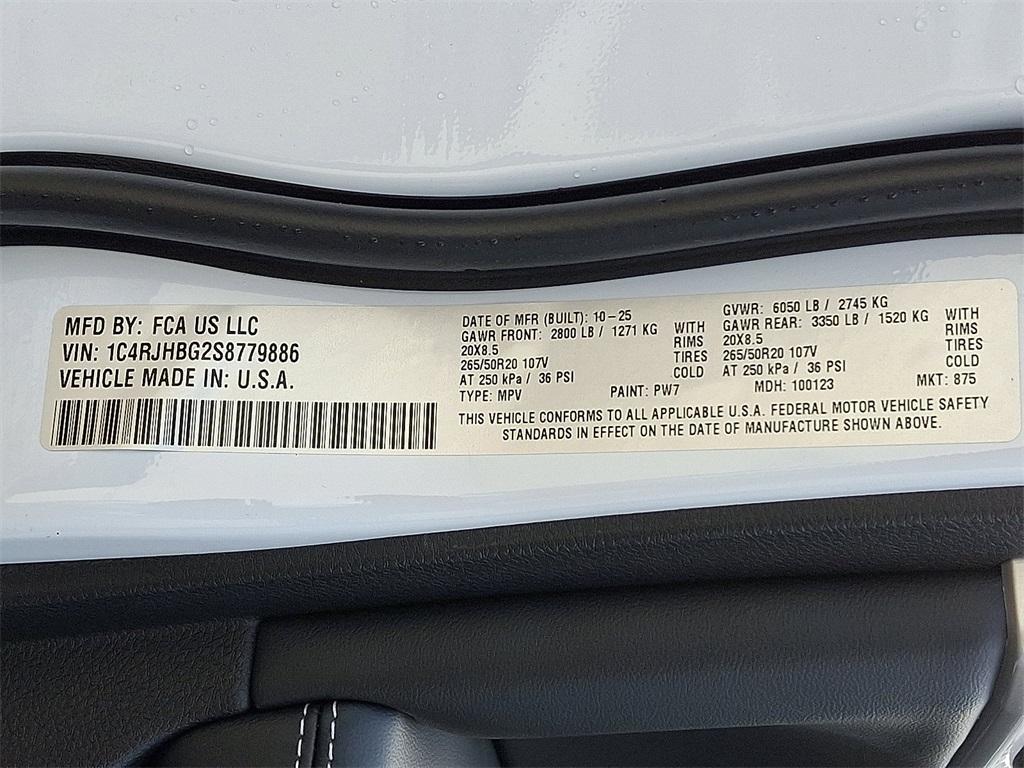 MFD BY: FCA US LLC
VIN: 1C4RJHBG2S8779886
VEHICLE MADE IN: U.S.A.
DATE OF MFR (BUILT): 10-25
GAWR FRONT: 2800 LB / 1271 KG WITH
20X8.5 RIMS
265/50R20 107V TIRES
AT 250 kPa / 36 PSI COLD
TYPE: MPV PAINT: PW7
GVWR: 6050 LB / 2745 KG
GAWR REAR: 3350 LB / 1520 KG WITH
20X8.5 RIMS
265/50R20 107V TIRES
AT 250 kPa / 36 PSI COLD
MDH: 100123 MKT: 875
THIS VEHICLE CONFORMS TO ALL APPLICABLE U.S.A. FEDERAL MOTOR VEHICLE SAFETY
STANDARDS IN EFFECT ON THE DATE OF MANUFACTURE SHOWN ABOVE.